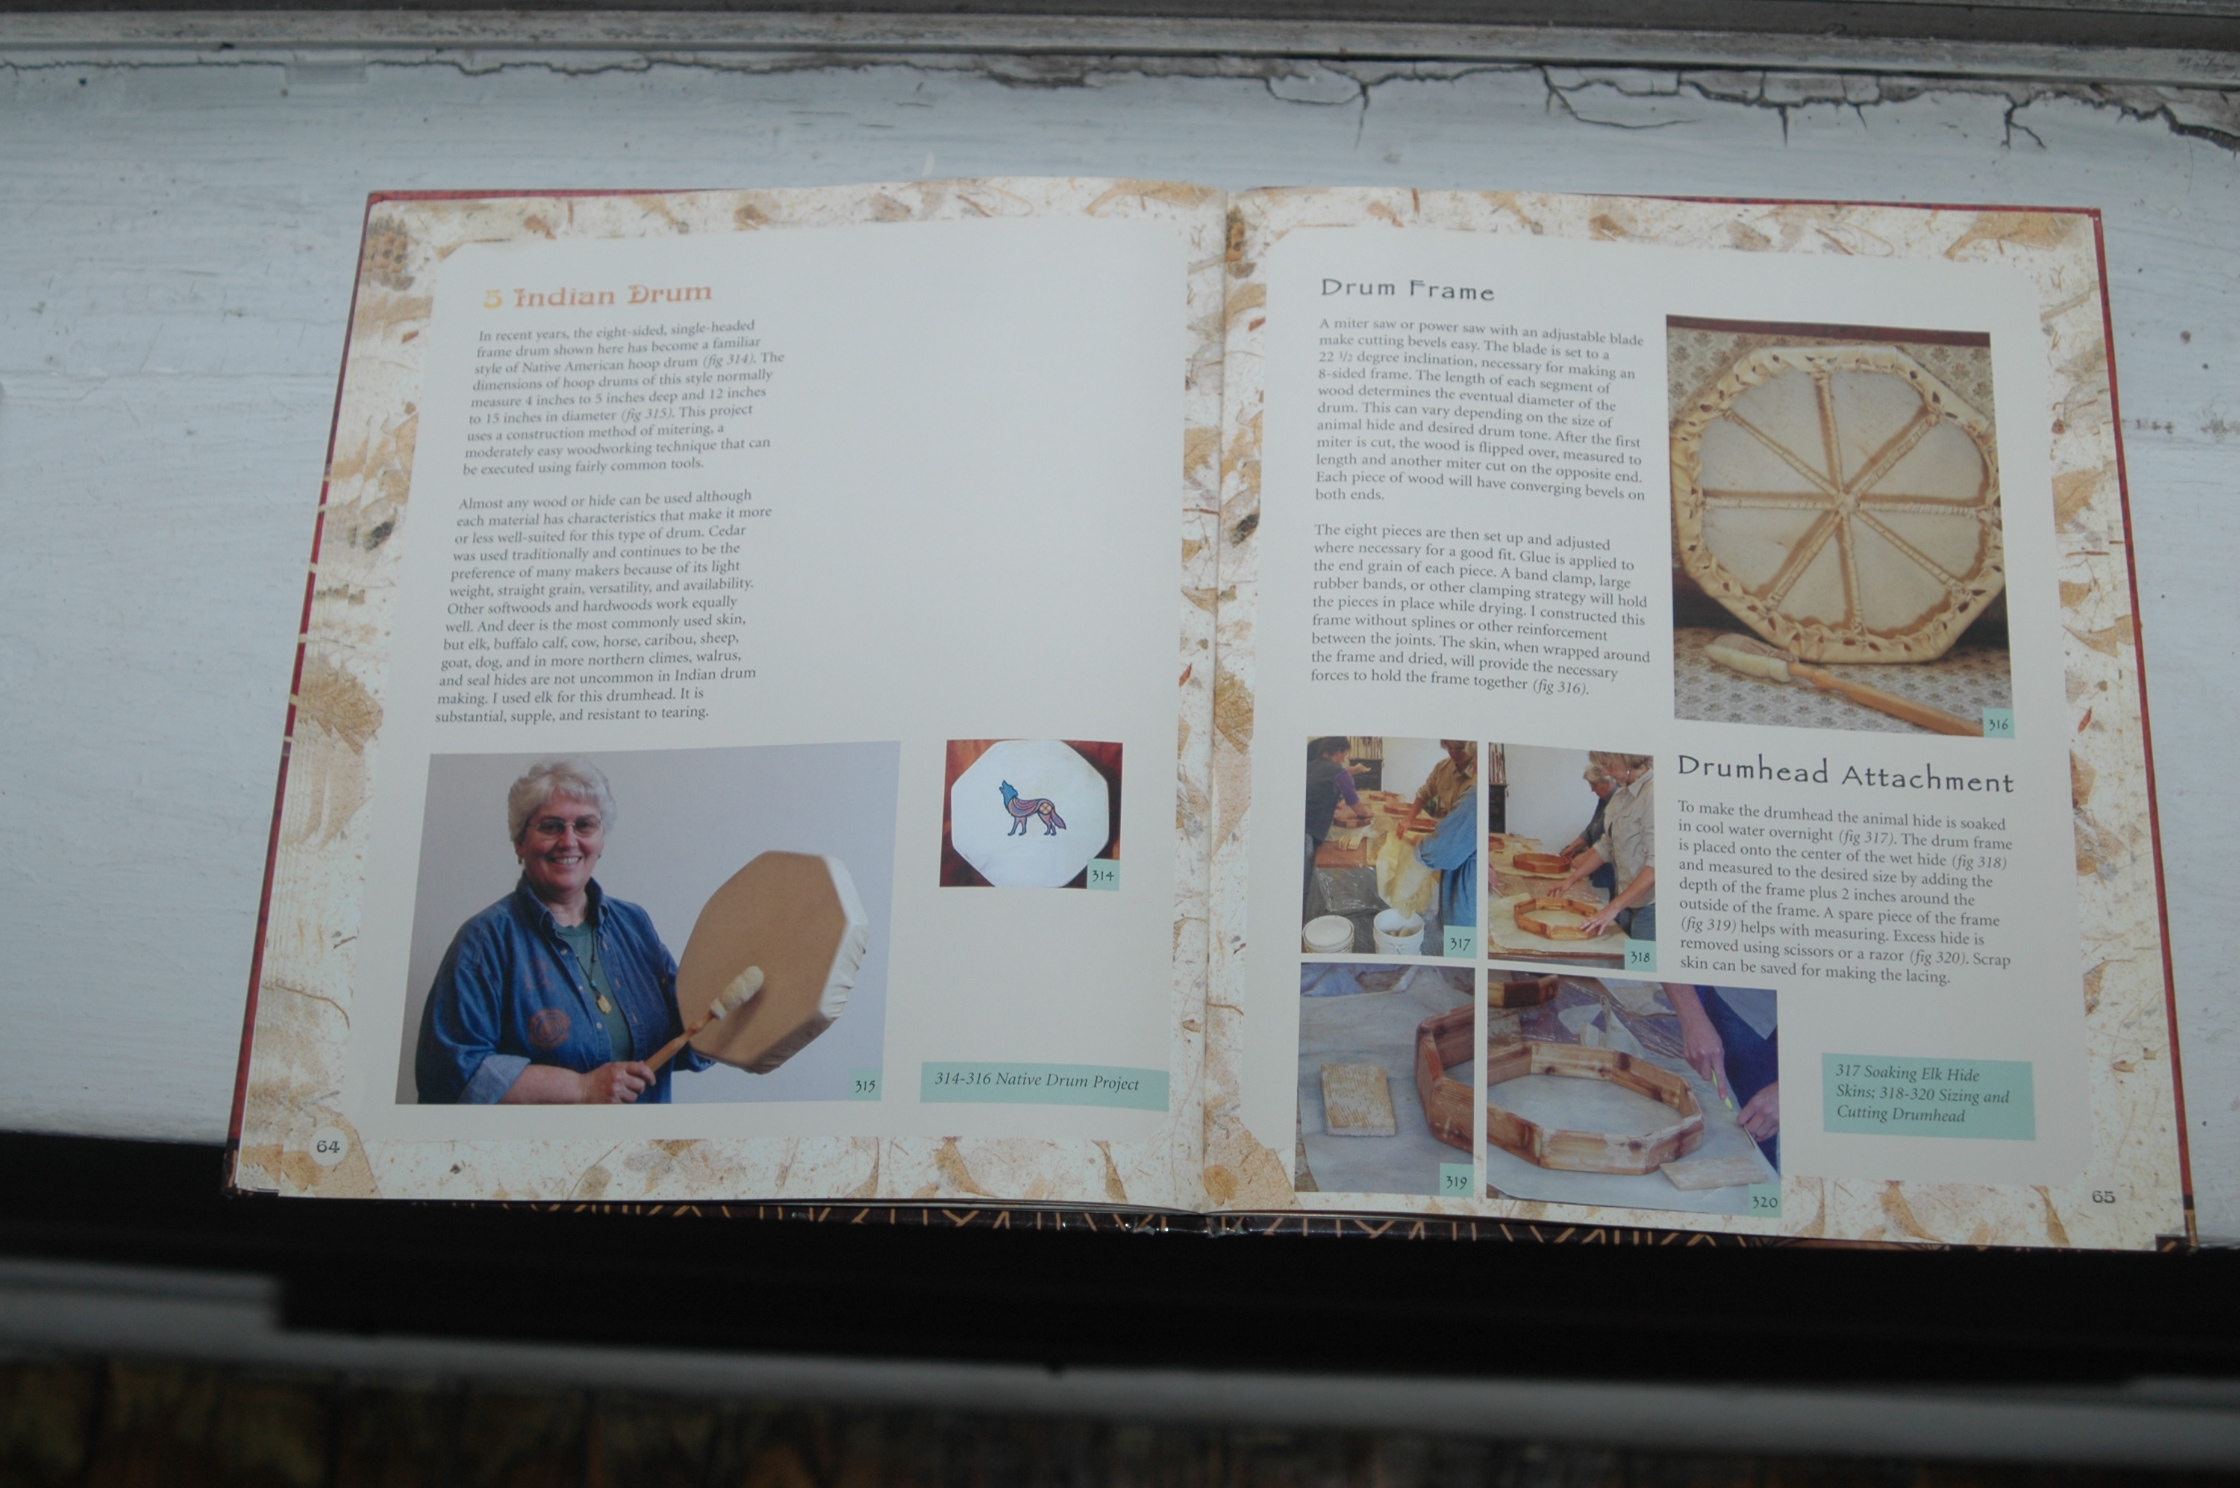 5 Indian Drum
In recent years, the eight-sided, single-headed
frame drum shown here has become a familiar
style of Native American hoop drum (fig 314). The
dimensions of hoop drums of this style normally
measure 4 inches to 5 inches deep and 12 inches
to 15 inches in diameter (fig 315). This project
uses a construction method of mitering, a
moderately easy woodworking technique that can
be executed using fairly common tools.
Almost any wood or hide can be used although
each material has characteristics that make it more
or less well-suited for this type of drum. Cedar
was used traditionally and continues to be the
preference of many makers because of its light
weight, straight grain, versatility, and availability.
Other softwoods and hardwoods work equally
well. And deer is the most commonly used skin,
but elk, buffalo calf, cow, horse, caribou, sheep,
goat, dog, and in more northern climes, walrus,
and seal hides are not uncommon in Indian drum
making. I used elk for this drumhead. It is
substantial, supple, and resistant to tearing.
314
315
314-316 Native Drum Project
64
Drum Frame
A miter saw or power saw with an adjustable blade
make cutting bevels easy. The blade is set to a
22 1/2 degree inclination, necessary for making an
8-sided frame. The length of each segment of
wood determines the eventual diameter of the
drum. This can vary depending on the size of
animal hide and desired drum tone. After the first
miter is cut, the wood is flipped over, measured to
length and another miter cut on the opposite end.
Each piece of wood will have converging bevels on
both ends.
The eight pieces are then set up and adjusted
where necessary for a good fit. Glue is applied to
the end grain of each piece. A band clamp, large
rubber bands, or other clamping strategy will hold
the pieces in place while drying. I constructed this
frame without splines or other reinforcement
between the joints. The skin, when wrapped around
the frame and dried, will provide the necessary
forces to hold the frame together (fig 316).
316
Drumhead Attachment
To make the drumhead the animal hide is soaked
in cool water overnight (fig 317). The drum frame
is placed onto the center of the wet hide (fig 318)
and measured to the desired size by adding the
depth of the frame plus 2 inches around the
outside of the frame. A spare piece of the frame
(fig 319) helps with measuring. Excess hide is
removed using scissors or a razor (fig 320). Scrap
skin can be saved for making the lacing.
317
318
319
320
317 Soaking Elk Hide
Skins; 318-320 Sizing and
Cutting Drumhead
65